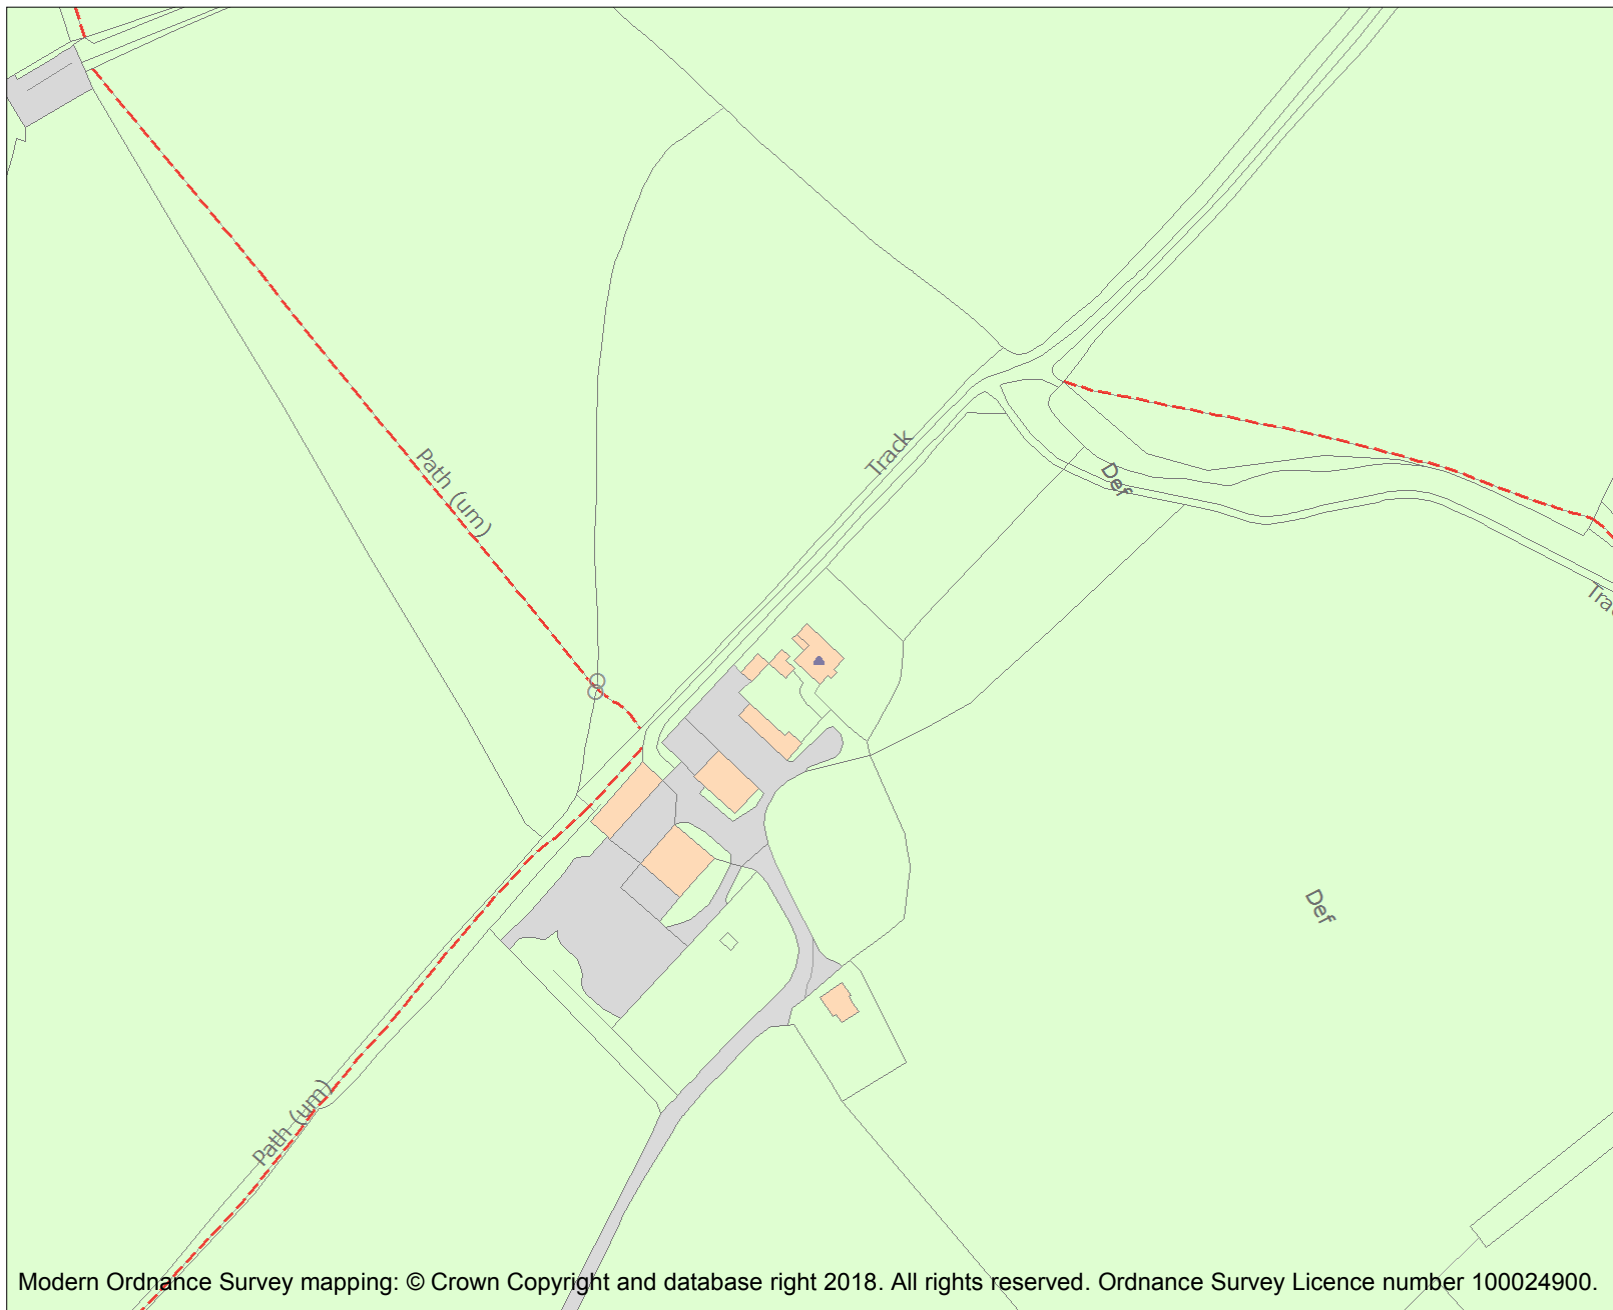 Track
Path (um)
Def
Def
Path (um)
Modern Ordnance Survey mapping: © Crown Copyright and database right 2018. All rights reserved. Ordnance Survey Licence number 100024900.